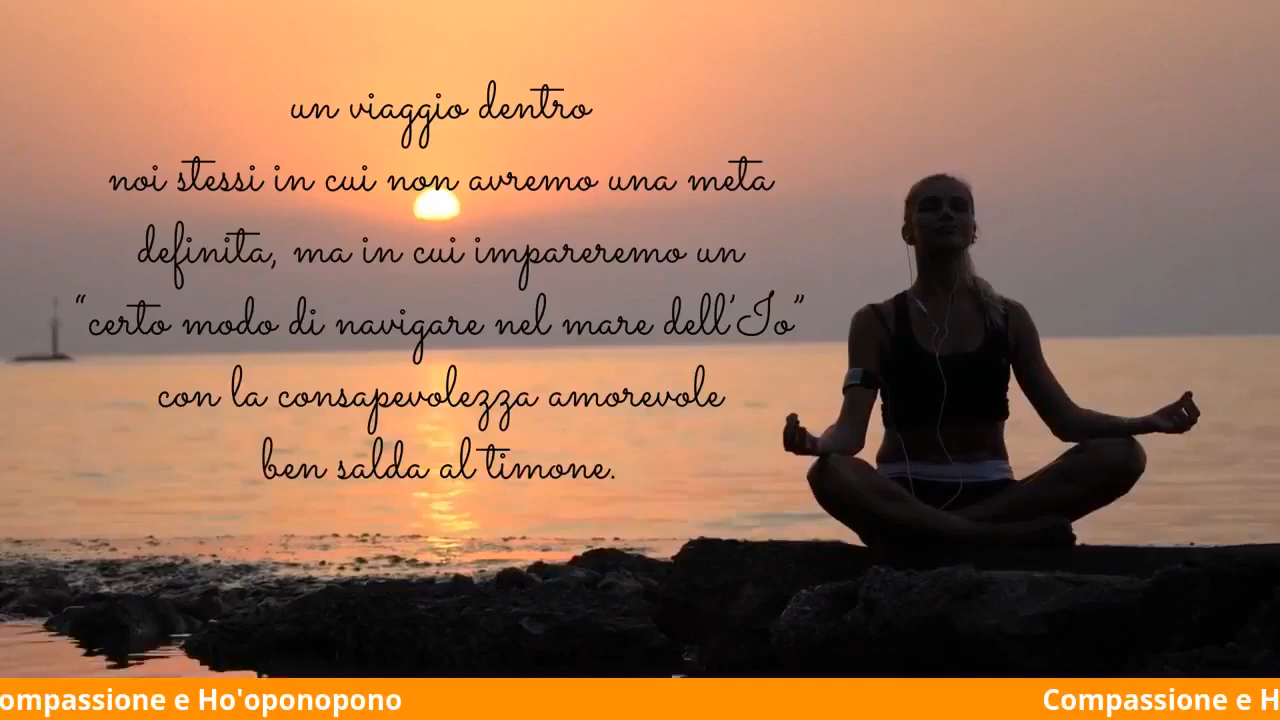 un viaggio dentro
noi stessi in cui non avremo una meta
definita, ma in cui impareremo un
“certo modo di navigare nel mare dell’Io”
con la consapevolezza amorevole
ben salda al timone.
ompassione e Ho'oponopono
Compassione e H